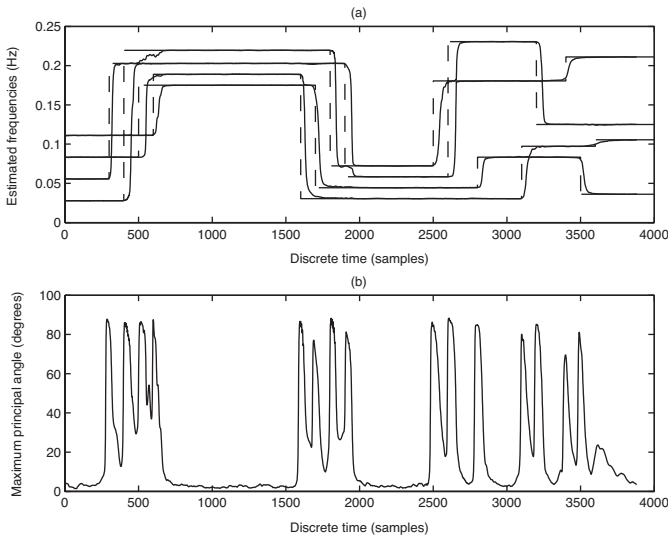 (a)
Estimated frequencies (Hz)
0.25
0.2
0.15
0.1
0.05
0
0 500 1000 1500 2000 2500 3000 3500 4000
Discrete time (samples)
(b)
Maximum principal angle (degrees)
100
80
60
40
20
0
0 500 1000 1500 2000 2500 3000 3500 4000
Discrete time (samples)